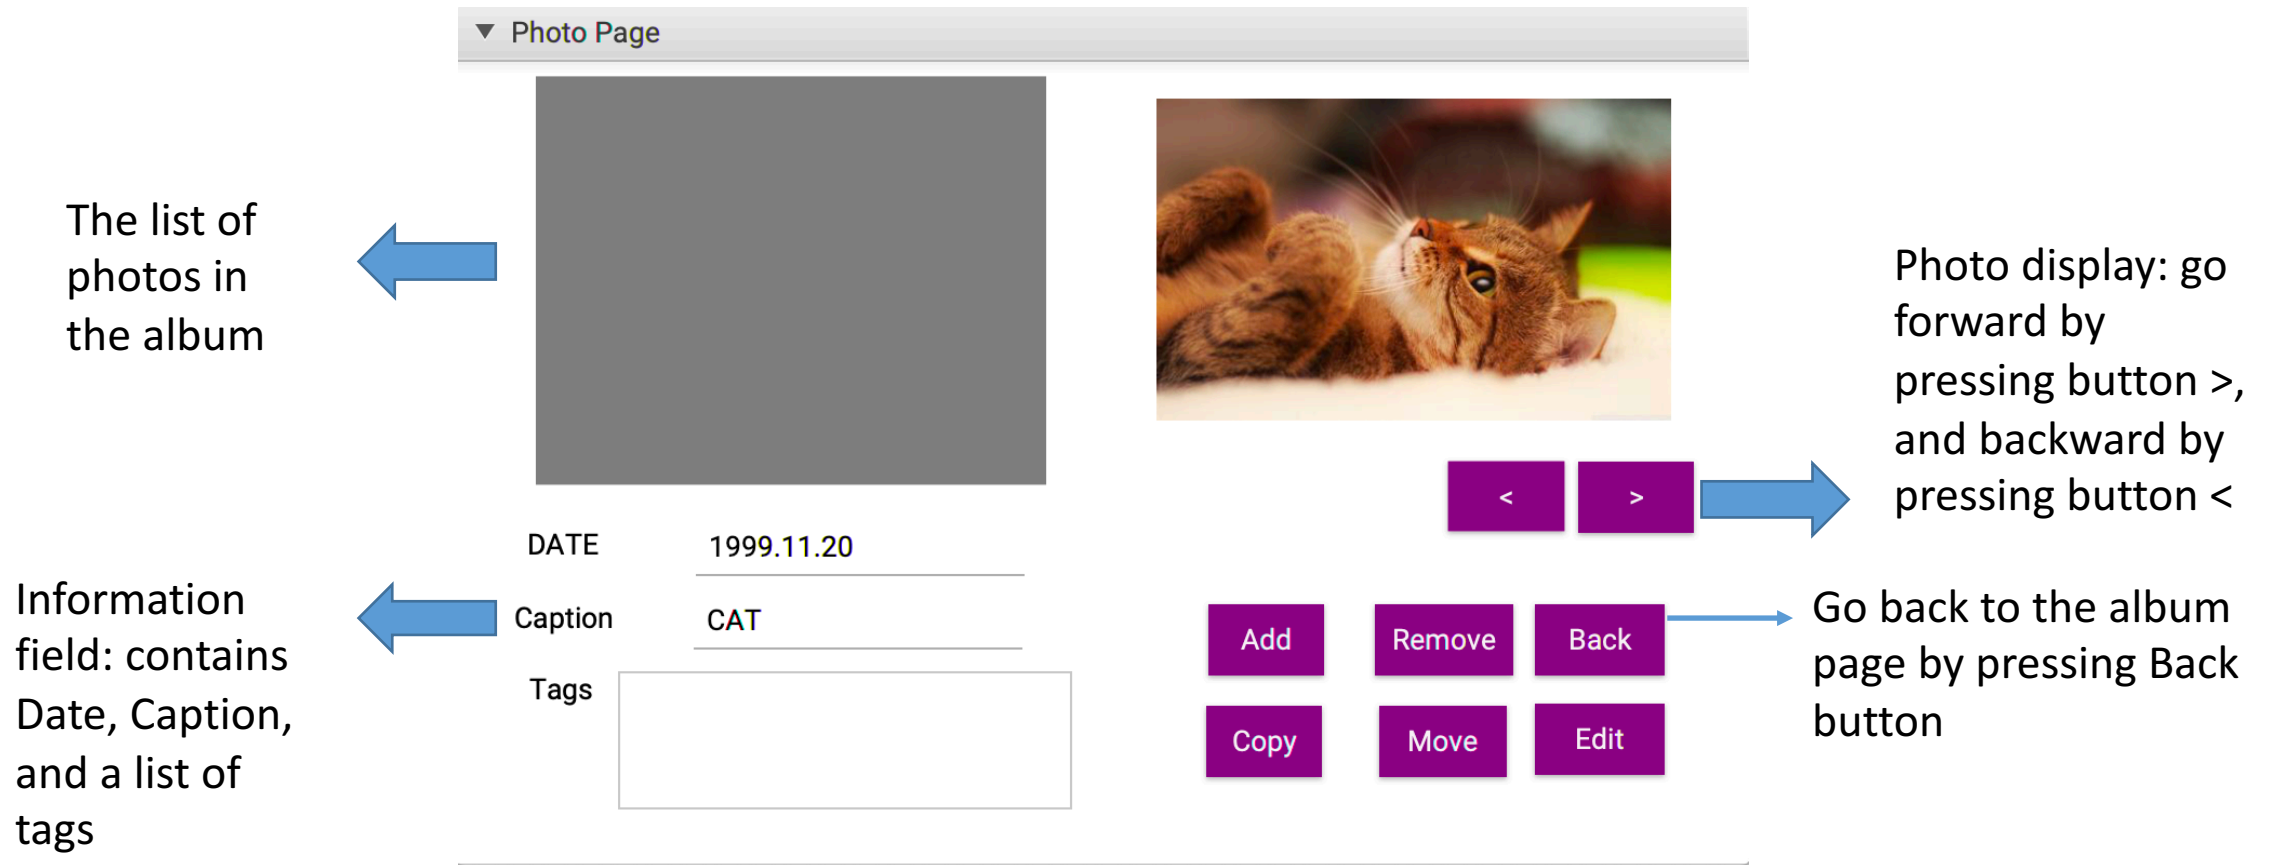 Photo Page
The list of
photos in
the album
Photo display: go
forward by
pressing button >,
and backward by
pressing button <
< >
DATE 1999.11.20
Caption CAT
Tags
Information
field: contains
Date, Caption,
and a list of
tags
Add Remove Back
Copy Move Edit
Go back to the album
page by pressing Back
button